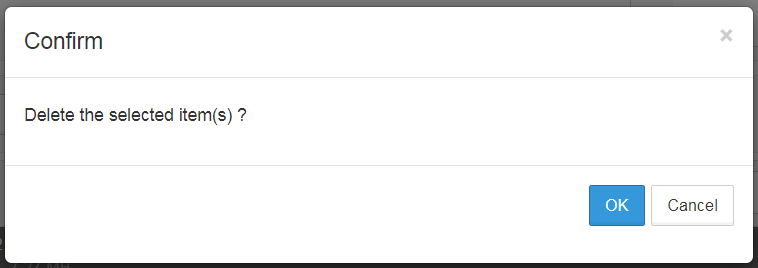 Confirm ×
Delete the selected item(s) ?
OK Cancel